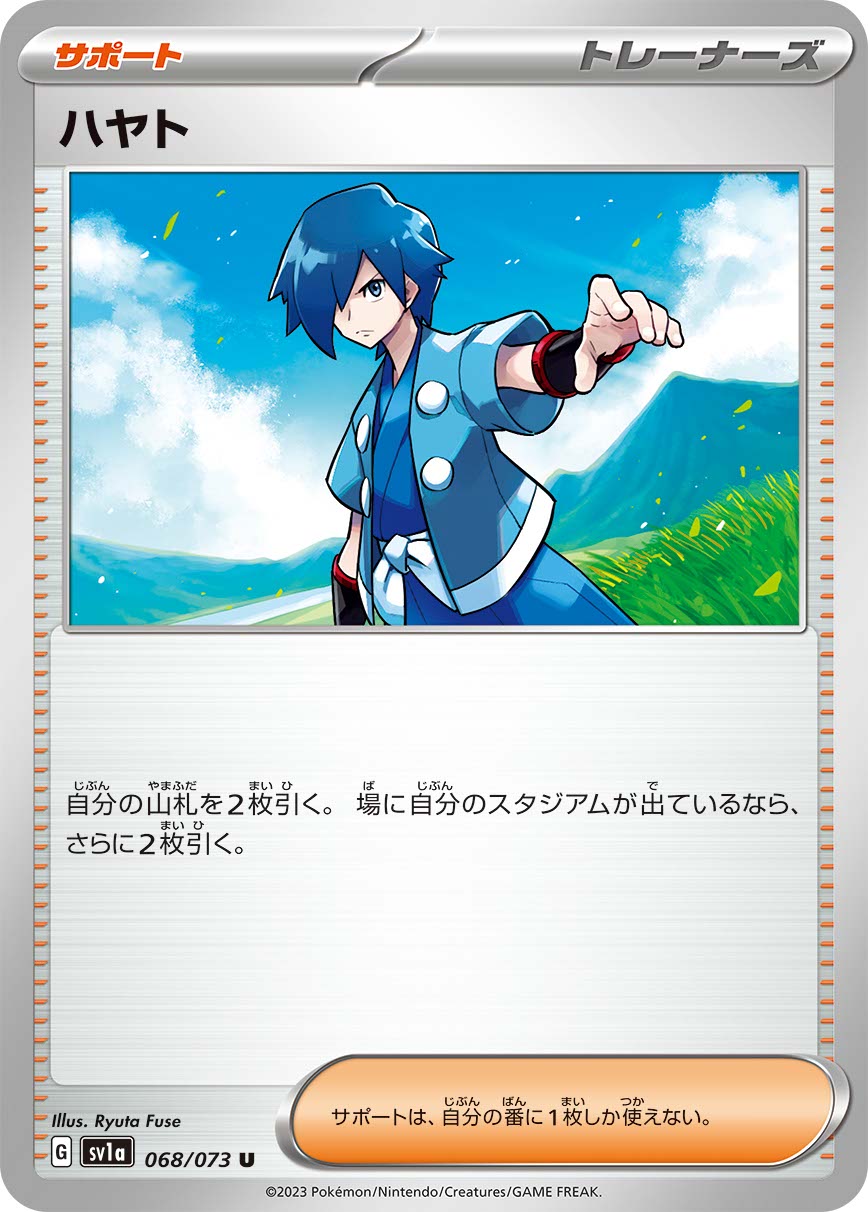 サポート トレーナーズ
ハヤト
自分の山札を2枚引く。 場に自分のスタジアムが出ているなら、
さらに2枚引く。
サポートは、自分の番に1枚しか使えない。
Illus. Ryuta Fuse
G sv1a 068/073 U
©2023 Pokémon/Nintendo/Creatures/GAME FREAK.